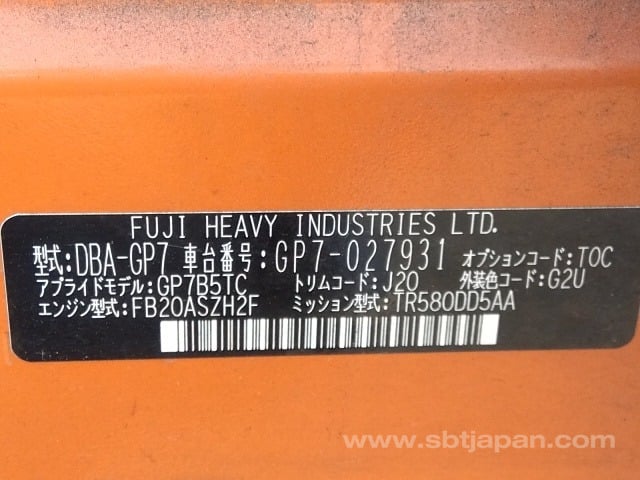 FUJI HEAVY INDUSTRIES LTD.
型式:DBA-GP7 車台番号:GP7-027931 オプションコード:TOC
アプライドモデル:GP7B5TC トリムコード:J20 外装色コード:G2U
エンジン型式:FB20ASZH2F ミッション型式:TR580DD5AA
www.sbtjapan.com